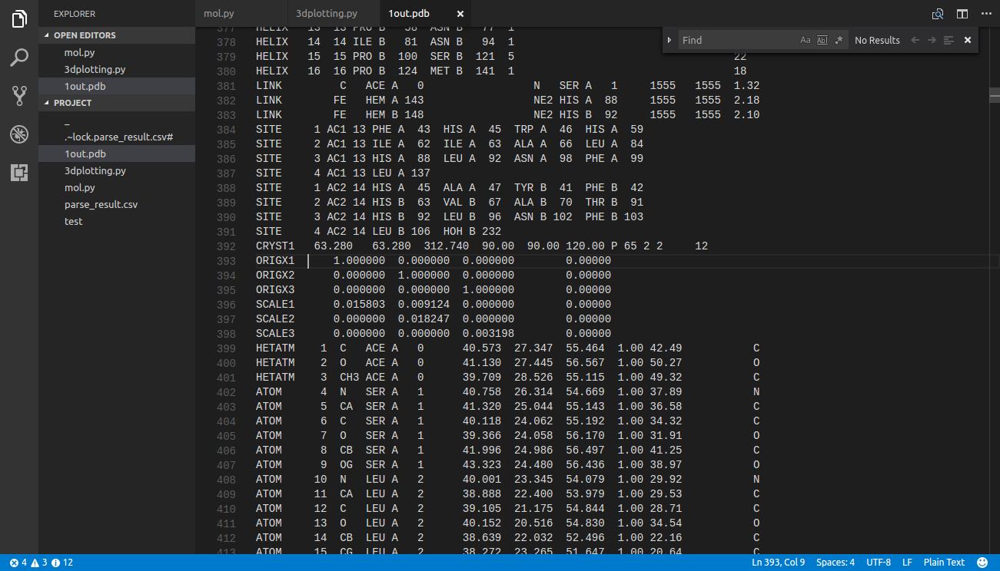 EXPLORER
OPEN EDITORS
mol.py
3dplotting.py
1out.pdb
PROJECT
_
.~lock.parse_result.csv#
1out.pdb
3dplotting.py
mol.py
parse_result.csv
test
mol.py 3dplotting.py 1out.pdb ×
Find Aa Abl .* No Results
377 HELIX 13 13 PRO B 58 ASN B 77 1
378 HELIX 14 14 ILE B 81 ASN B 94 1
379 HELIX 15 15 PRO B 100 SER B 121 5 22
380 HELIX 16 16 PRO B 124 MET B 141 1 18
381 LINK C ACE A 0 N SER A 1 1555 1555 1.32
382 LINK FE HEM A 143 NE2 HIS A 88 1555 1555 2.18
383 LINK FE HEM B 148 NE2 HIS B 92 1555 1555 2.10
384 SITE 1 AC1 13 PHE A 43 HIS A 45 TRP A 46 HIS A 59
385 SITE 2 AC1 13 ILE A 62 ILE A 63 ALA A 66 LEU A 84
386 SITE 3 AC1 13 HIS A 88 LEU A 92 ASN A 98 PHE A 99
387 SITE 4 AC1 13 LEU A 137
388 SITE 1 AC2 14 HIS A 45 ALA A 47 TYR B 41 PHE B 42
389 SITE 2 AC2 14 HIS B 63 VAL B 67 ALA B 70 THR B 91
390 SITE 3 AC2 14 HIS B 92 LEU B 96 ASN B 102 PHE B 103
391 SITE 4 AC2 14 LEU B 106 HOH B 232
392 CRYST1 63.280 63.280 312.740 90.00 90.00 120.00 P 65 2 2 12
393 ORIGX1 1.000000 0.000000 0.000000 0.00000
394 ORIGX2 0.000000 1.000000 0.000000 0.00000
395 ORIGX3 0.000000 0.000000 1.000000 0.00000
396 SCALE1 0.015803 0.009124 0.000000 0.00000
397 SCALE2 0.000000 0.018247 0.000000 0.00000
398 SCALE3 0.000000 0.000000 0.003198 0.00000
399 HETATM 1 C ACE A 0 40.573 27.347 55.464 1.00 42.49 C
400 HETATM 2 O ACE A 0 41.130 27.445 56.567 1.00 50.27 O
401 HETATM 3 CH3 ACE A 0 39.709 28.526 55.115 1.00 49.32 C
402 ATOM 4 N SER A 1 40.758 26.314 54.669 1.00 37.89 N
403 ATOM 5 CA SER A 1 41.320 25.044 55.143 1.00 36.58 C
404 ATOM 6 C SER A 1 40.118 24.062 55.192 1.00 34.32 C
405 ATOM 7 O SER A 1 39.366 24.058 56.170 1.00 31.91 O
406 ATOM 8 CB SER A 1 41.996 24.986 56.497 1.00 41.25 C
407 ATOM 9 OG SER A 1 43.323 24.480 56.436 1.00 38.97 O
408 ATOM 10 N LEU A 2 40.001 23.345 54.079 1.00 29.92 N
409 ATOM 11 CA LEU A 2 38.888 22.400 53.979 1.00 29.53 C
410 ATOM 12 C LEU A 2 39.105 21.175 54.844 1.00 28.71 C
411 ATOM 13 O LEU A 2 40.152 20.516 54.830 1.00 34.54 O
412 ATOM 14 CB LEU A 2 38.639 22.032 52.496 1.00 22.16 C
413 ATOM 15 CG LEU A 2 38.272 23.265 51.647 1.00 20.64 C
4 3 12 Ln 393, Col 9 Spaces: 4 UTF-8 LF Plain Text